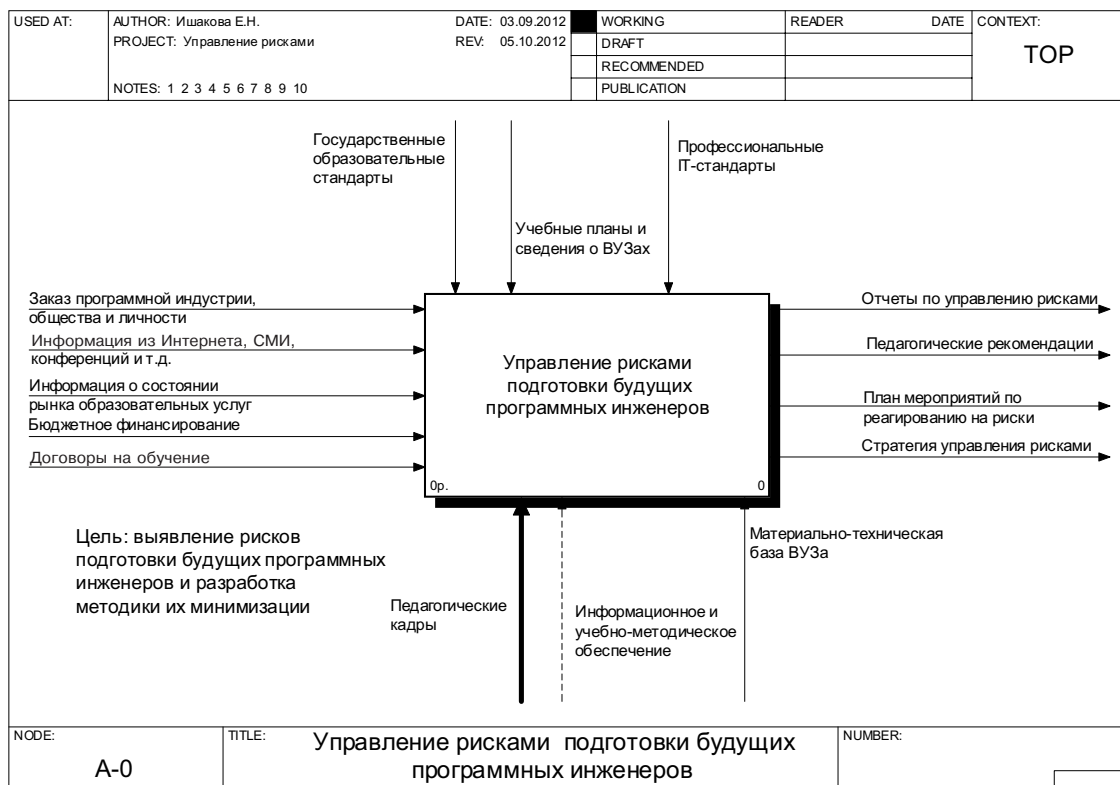 USED AT:
AUTHOR: Ишакова Е.Н.
DATE: 03.09.2012
PROJECT: Управление рисками
REV: 05.10.2012
NOTES: 1 2 3 4 5 6 7 8 9 10
WORKING
DRAFT
RECOMMENDED
PUBLICATION
READER
DATE
CONTEXT:
TOP
Государственные
образовательные
стандарты
Учебные планы и
сведения о ВУЗах
Профессиональные
IT-стандарты
Заказ программной индустрии,
общества и личности
Информация из Интернета, СМИ,
конференций и т.д.
Информация о состоянии
рынка образовательных услуг
Бюджетное финансирование
Договоры на обучение
Управление рисками
подготовки будущих
программных инженеров
0р.
0
Отчеты по управлению рисками
Педагогические рекомендации
План мероприятий по
реагированию на риски
Стратегия управления рисками
Цель: выявление рисков
подготовки будущих программных
инженеров и разработка
методики их минимизации
Педагогические
кадры
Информационное и
учебно-методическое
обеспечение
Материально-техническая
база ВУЗа
NODE:
A-0
TITLE:
Управление рисками подготовки будущих
программных инженеров
NUMBER: